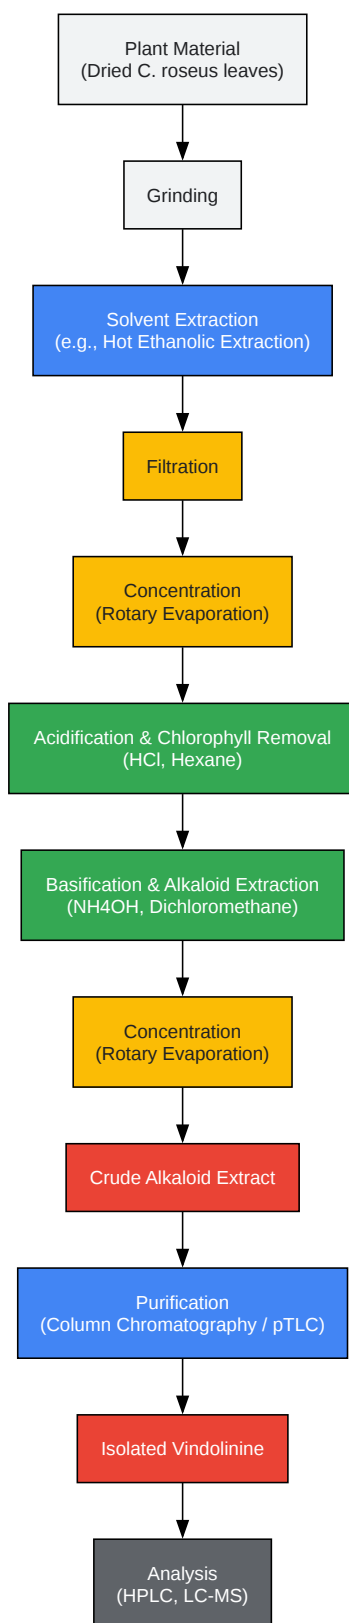 Plant Material
(Dried C. roseus leaves)
Grinding
Solvent Extraction
(e.g., Hot Ethanolic Extraction)
Filtration
Concentration
(Rotary Evaporation)
Acidification & Chlorophyll Removal
(HCl, Hexane)
Basification & Alkaloid Extraction
(NH4OH, Dichloromethane)
Concentration
(Rotary Evaporation)
Crude Alkaloid Extract
Purification
(Column Chromatography / pTLC)
Isolated Vindolinine
Analysis
(HPLC, LC-MS)